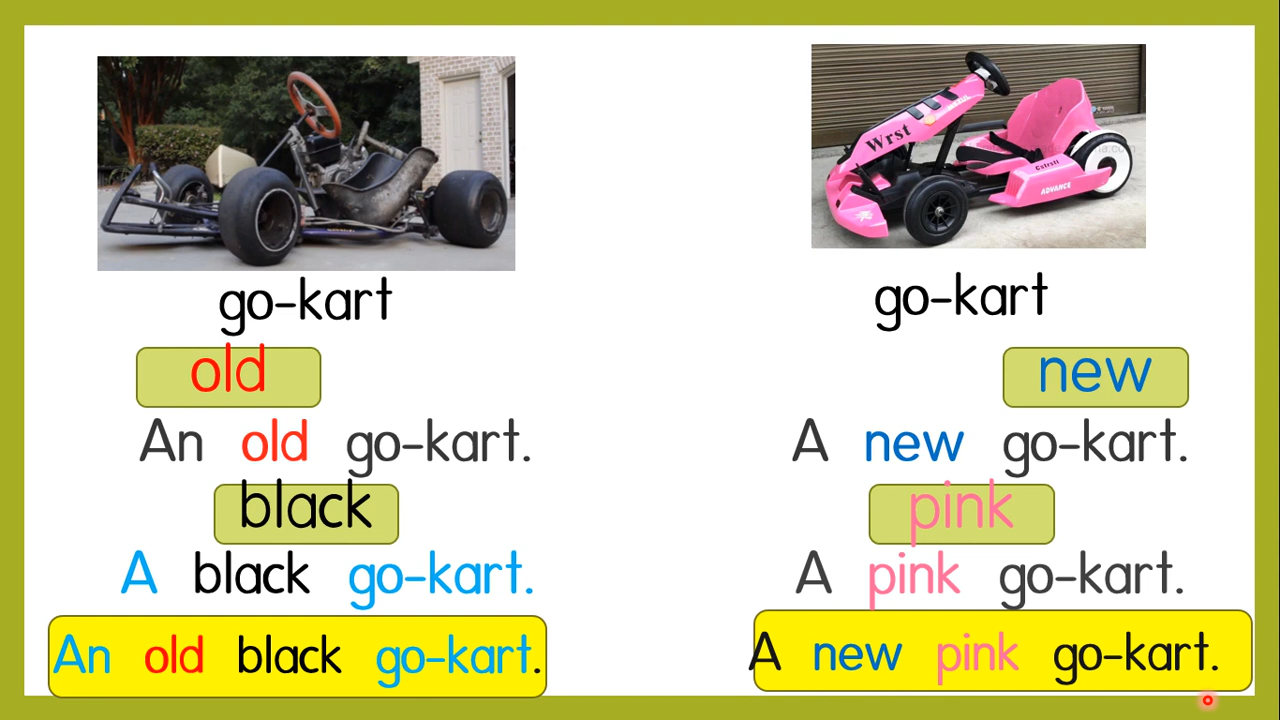 Wrst
Gstrstl
ADVANCE
go-kart
old
An old go-kart.
black
A black go-kart.
An old black go-kart.
go-kart
new
A new go-kart.
pink
A pink go-kart.
A new pink go-kart.